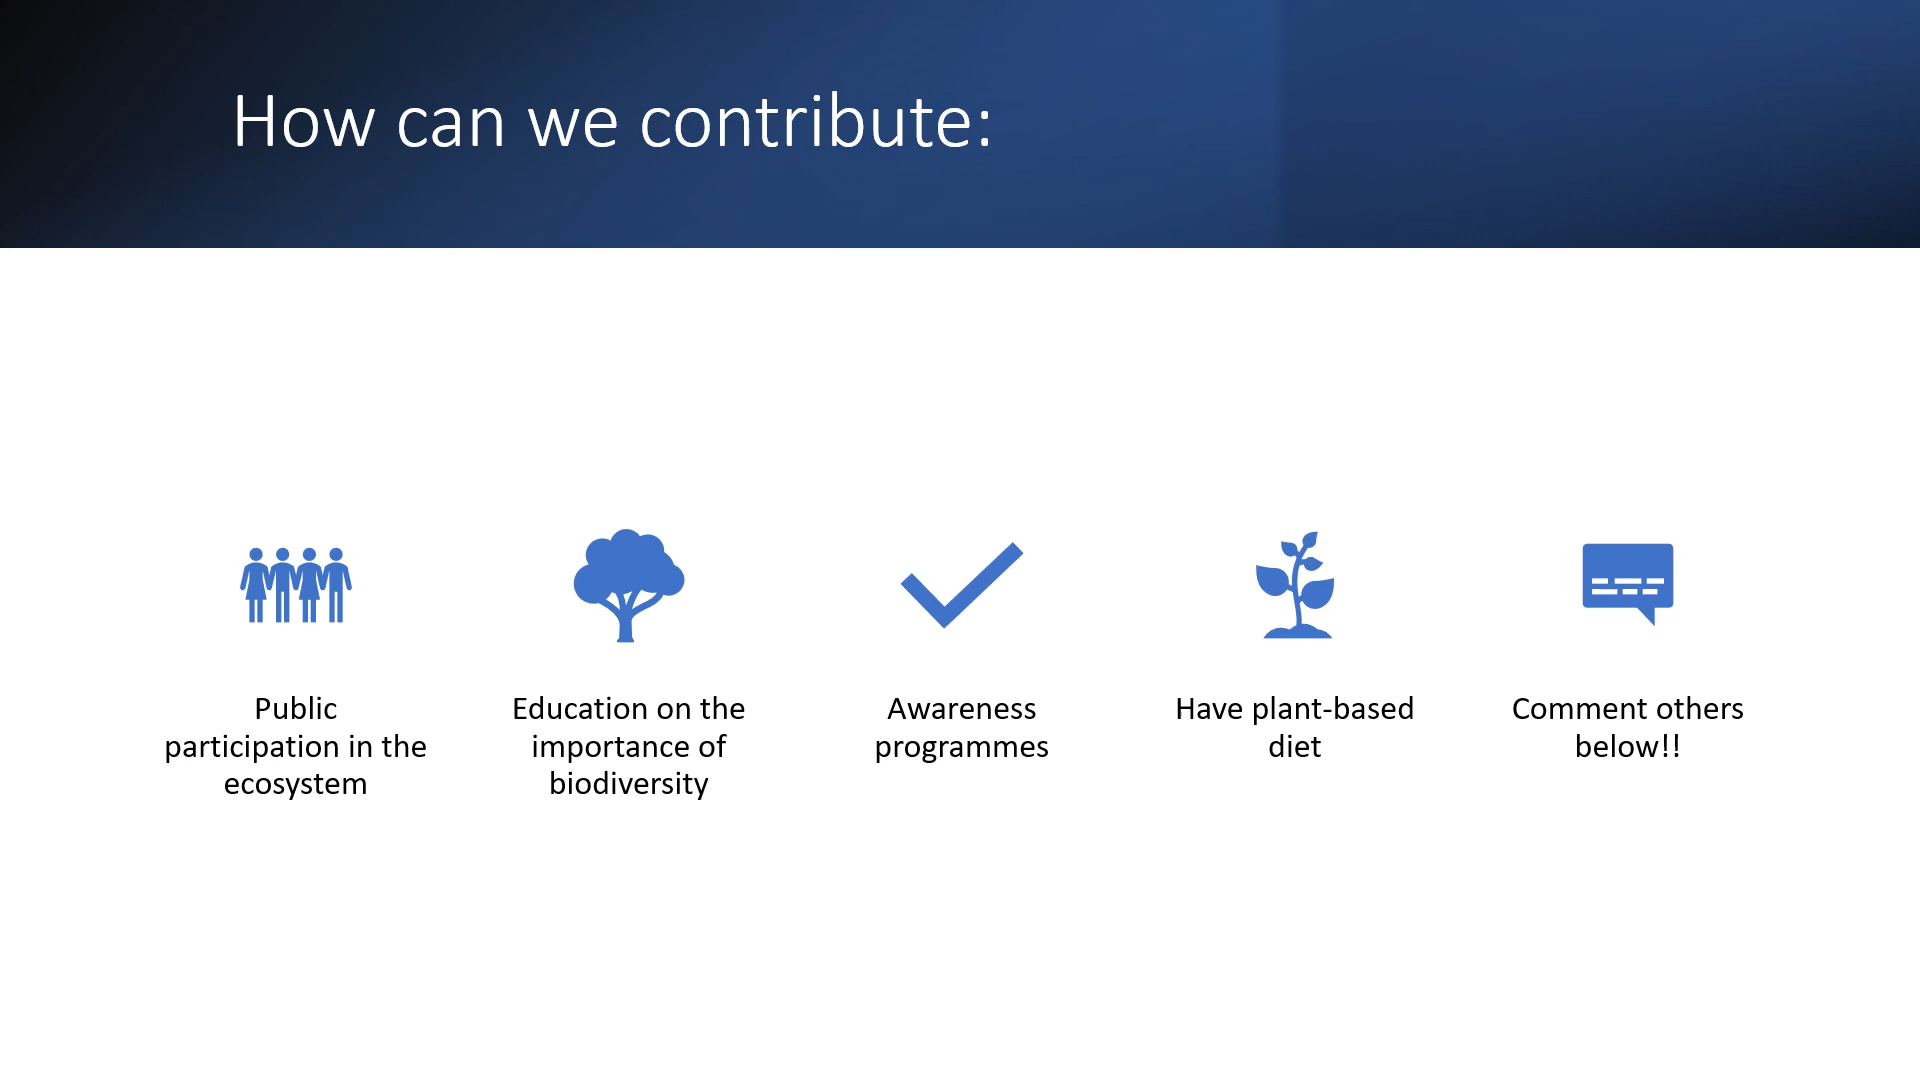 How can we contribute:
Public
participation in the
ecosystem
Education on the
importance of
biodiversity
Awareness
programmes
Have plant-based
diet
Comment others
below!!